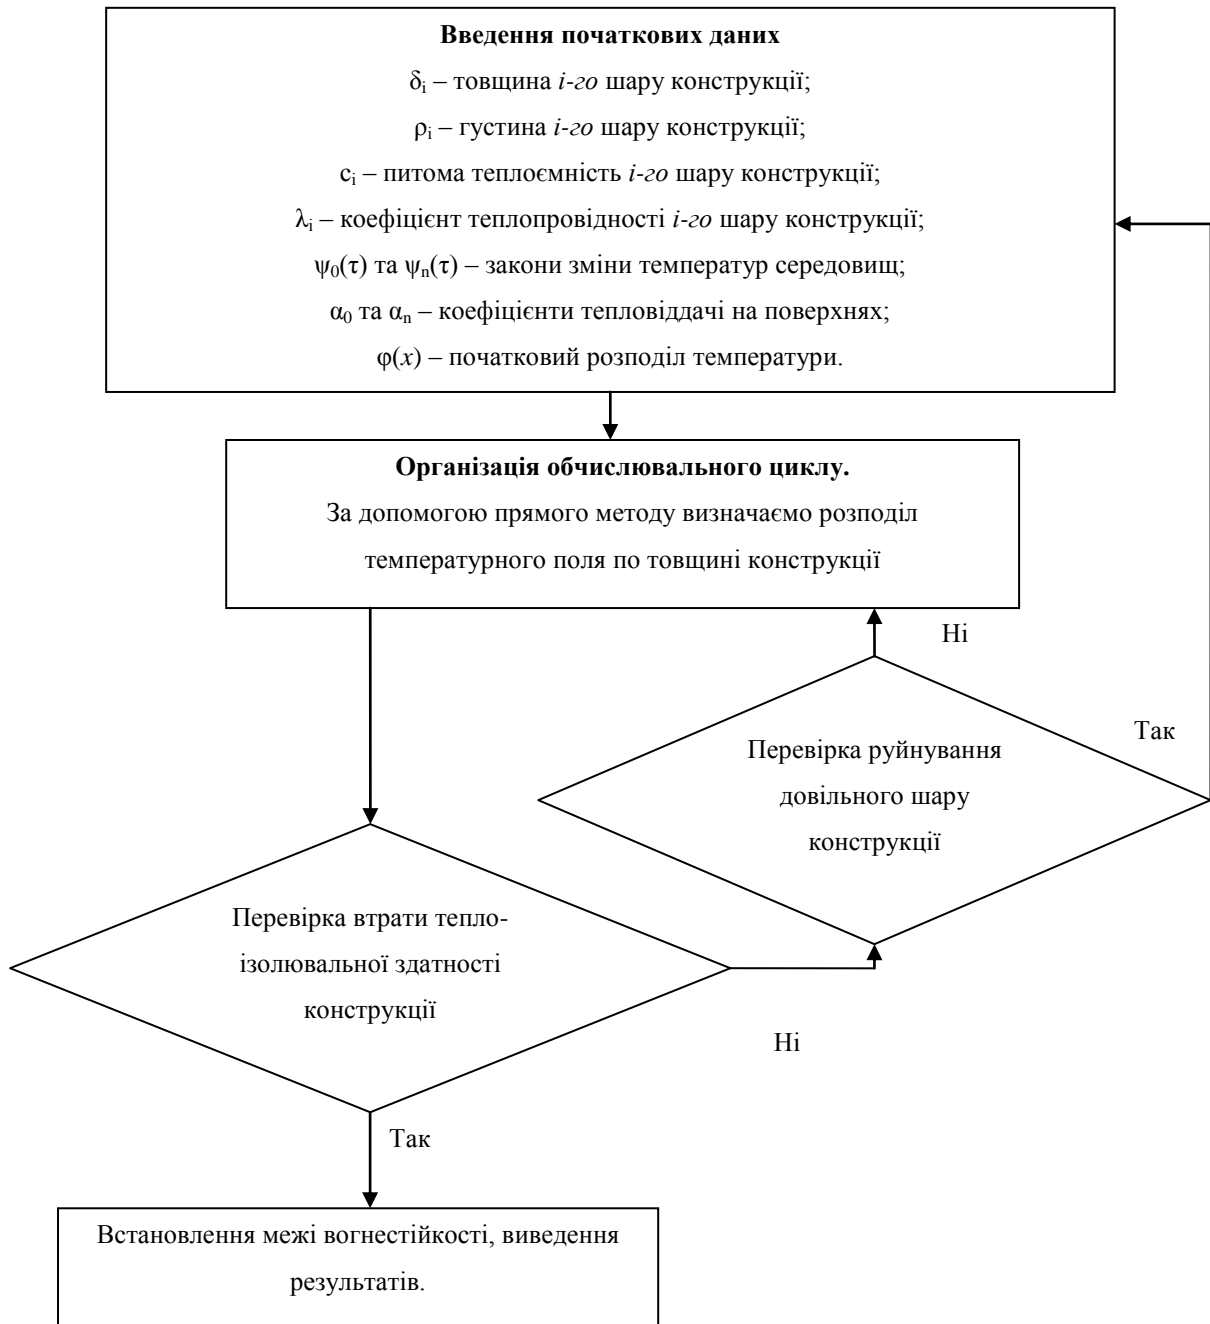 Введення початкових даних
δi – товщина і-го шару конструкції;
ρi – густина і-го шару конструкції;
ci – питома теплоємність і-го шару конструкції;
λi – коефіцієнт теплопровідності і-го шару конструкції;
ψ0(τ) та ψn(τ) – закони зміни температур середовищ;
α0 та αn – коефіцієнти тепловіддачі на поверхнях;
φ(x) – початковий розподіл температури.
Організація обчислювального циклу.
За допомогою прямого методу визначаємо розподіл
температурного поля по товщині конструкції
Ні
Так
Перевірка руйнування
довільного шару
конструкції
Перевірка втрати тепло-
ізолювальної здатності
конструкції
Ні
Так
Встановлення межі вогнестійкості, виведення
результатів.